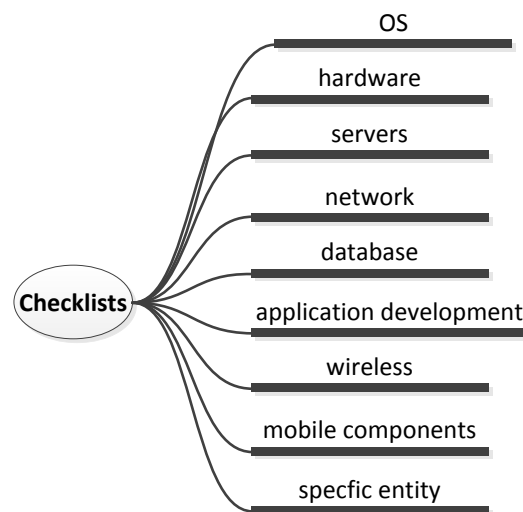 OS
hardware
servers
network
database
Checklists
application development
wireless
mobile components
specfic entity